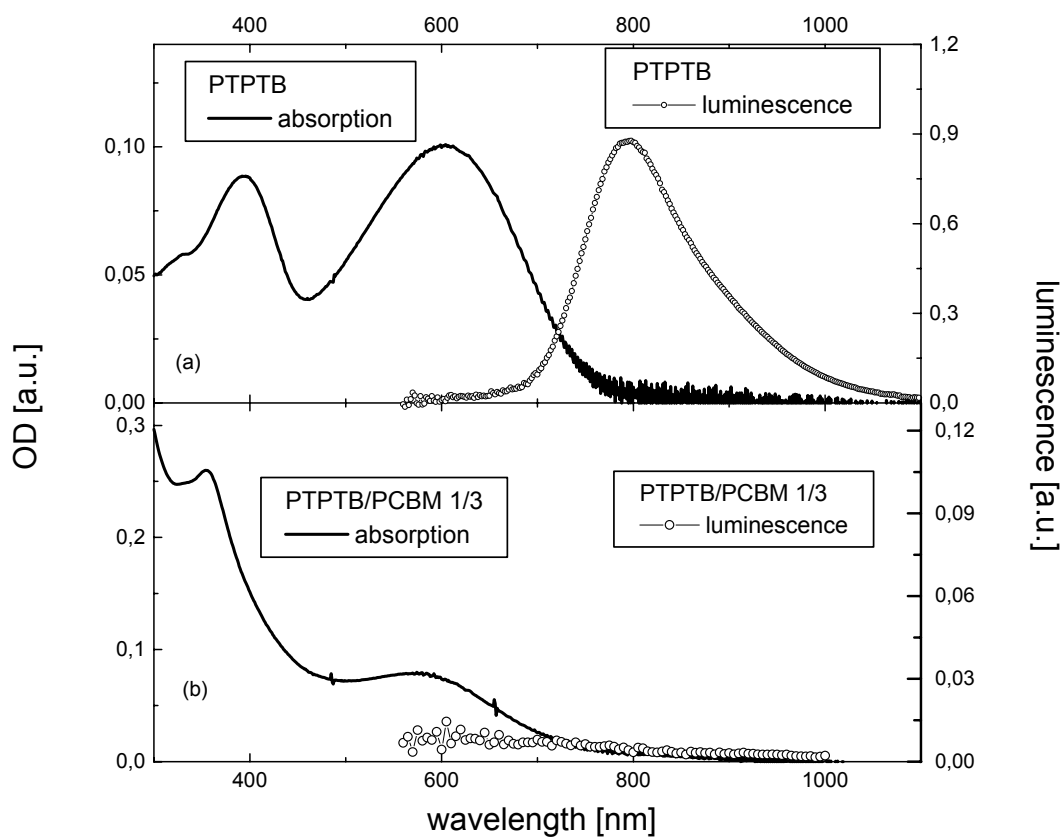 400 600 800 1000
1,2
PTPTB
absorption
PTPTB
luminescence
0,10
0,9
0,6
0,05
0,3
(a)
0,00
0,0
OD [a.u.]
luminescence [a.u.]
0,3
0,12
PTPTB/PCBM 1/3
absorption
PTPTB/PCBM 1/3
luminescence
0,09
0,2
0,06
0,1
0,03
(b)
0,0
0,00
400 600 800 1000
wavelength [nm]